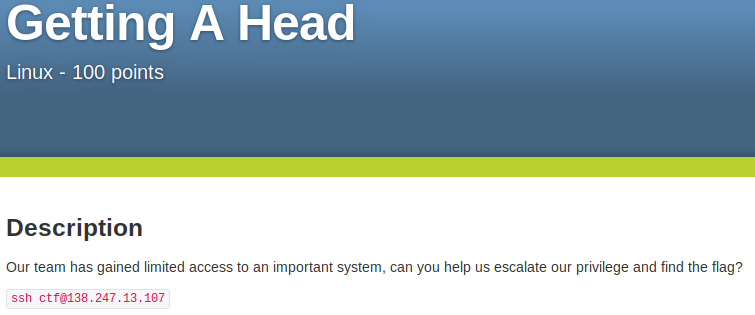 Getting A Head
Linux - 100 points
Description
Our team has gained limited access to an important system, can you help us escalate our privilege and find the flag?
ssh ctf@138.247.13.107